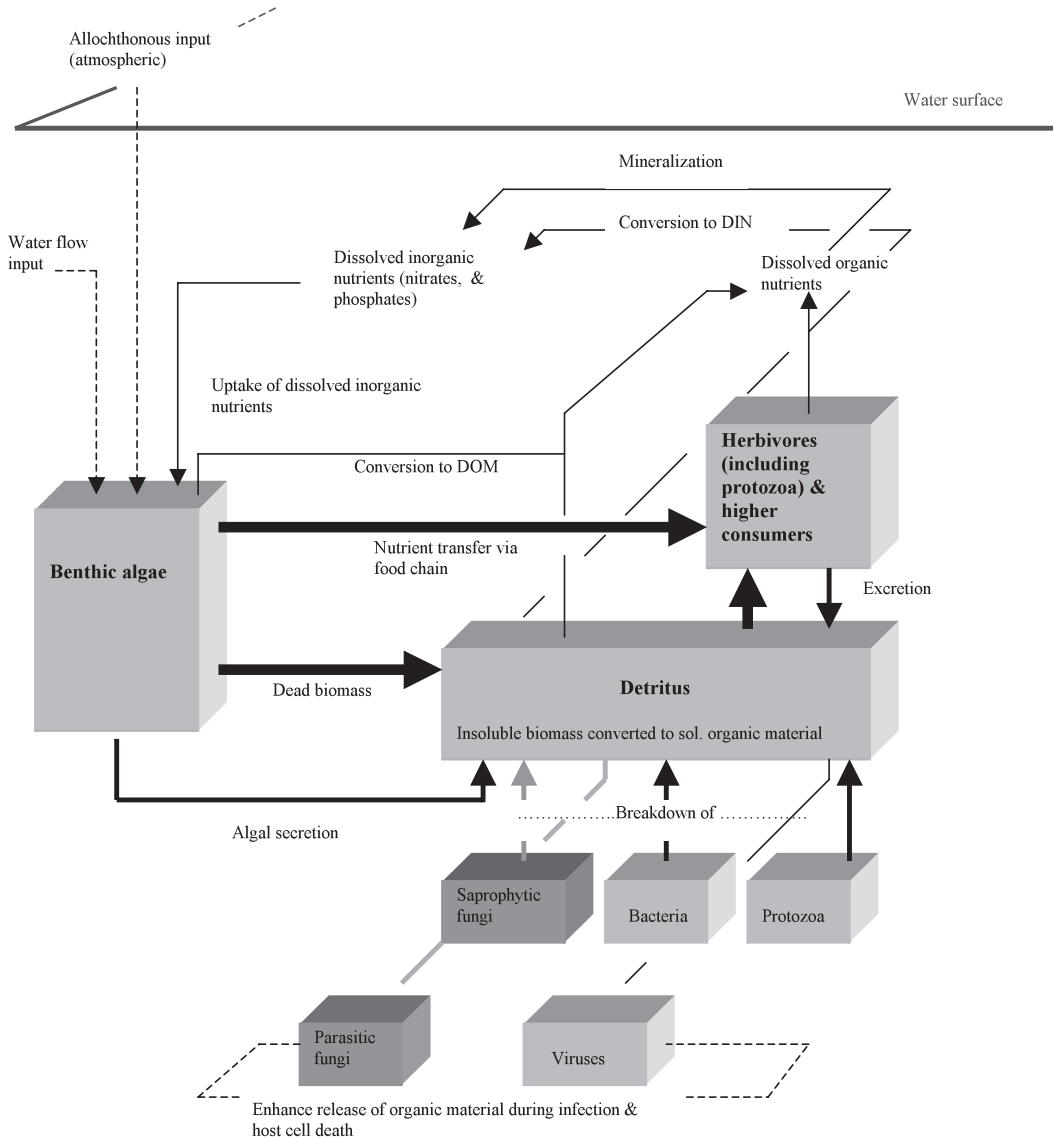 Allochthonous input
(atmospheric)
Water surface
Mineralization
Conversion to DIN
Water flow
input
Dissolved inorganic
nutrients (nitrates, &
phosphates)
Dissolved organic
nutrients
Uptake of dissolved inorganic
nutrients
Conversion to DOM
Herbivores
(including
protozoa) &
higher
consumers
Nutrient transfer via
food chain
Benthic algae
Excretion
Dead biomass
Detritus
Insoluble biomass converted to sol. organic material
Algal secretion
……………..Breakdown of ……………
Saprophytic
fungi
Bacteria
Protozoa
Parasitic
fungi
Viruses
Enhance release of organic material during infection &
host cell death